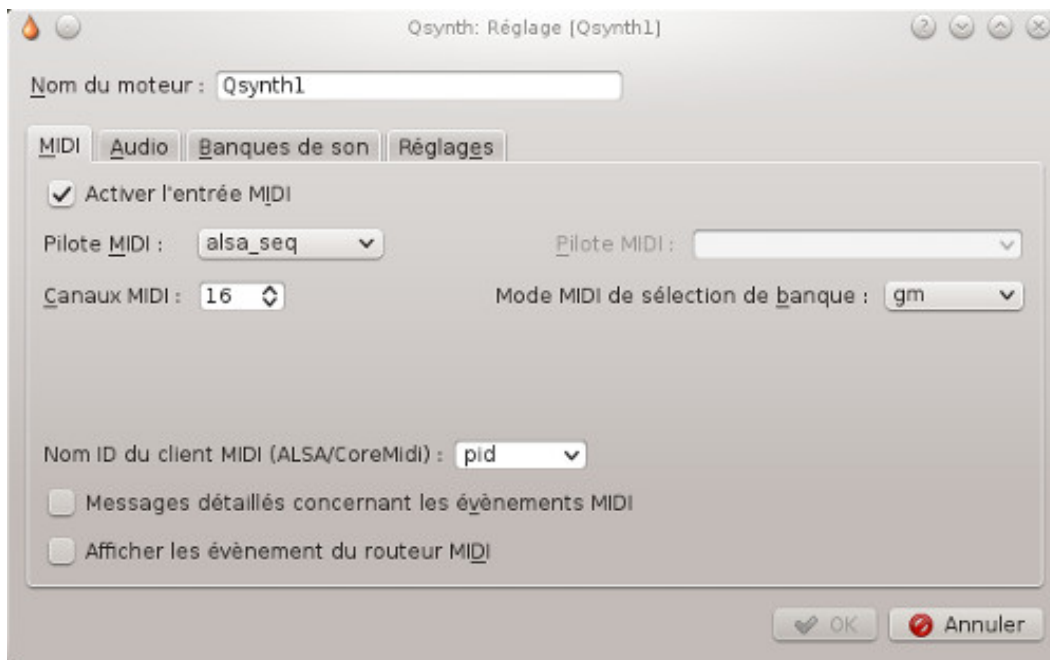 Qsynth: Réglage [Qsynth1]
Nom du moteur : Qsynth1
MIDI Audio Banques de son Réglages
Activer l'entrée MIDI
Pilote MIDI : alsa_seq Pilote MIDI :
Canaux MIDI : 16 Mode MIDI de sélection de banque : gm
Nom ID du client MIDI (ALSA/CoreMidi) : pid
Messages détaillés concernant les évènements MIDI
Afficher les évènement du routeur MIDI
OK Annuler